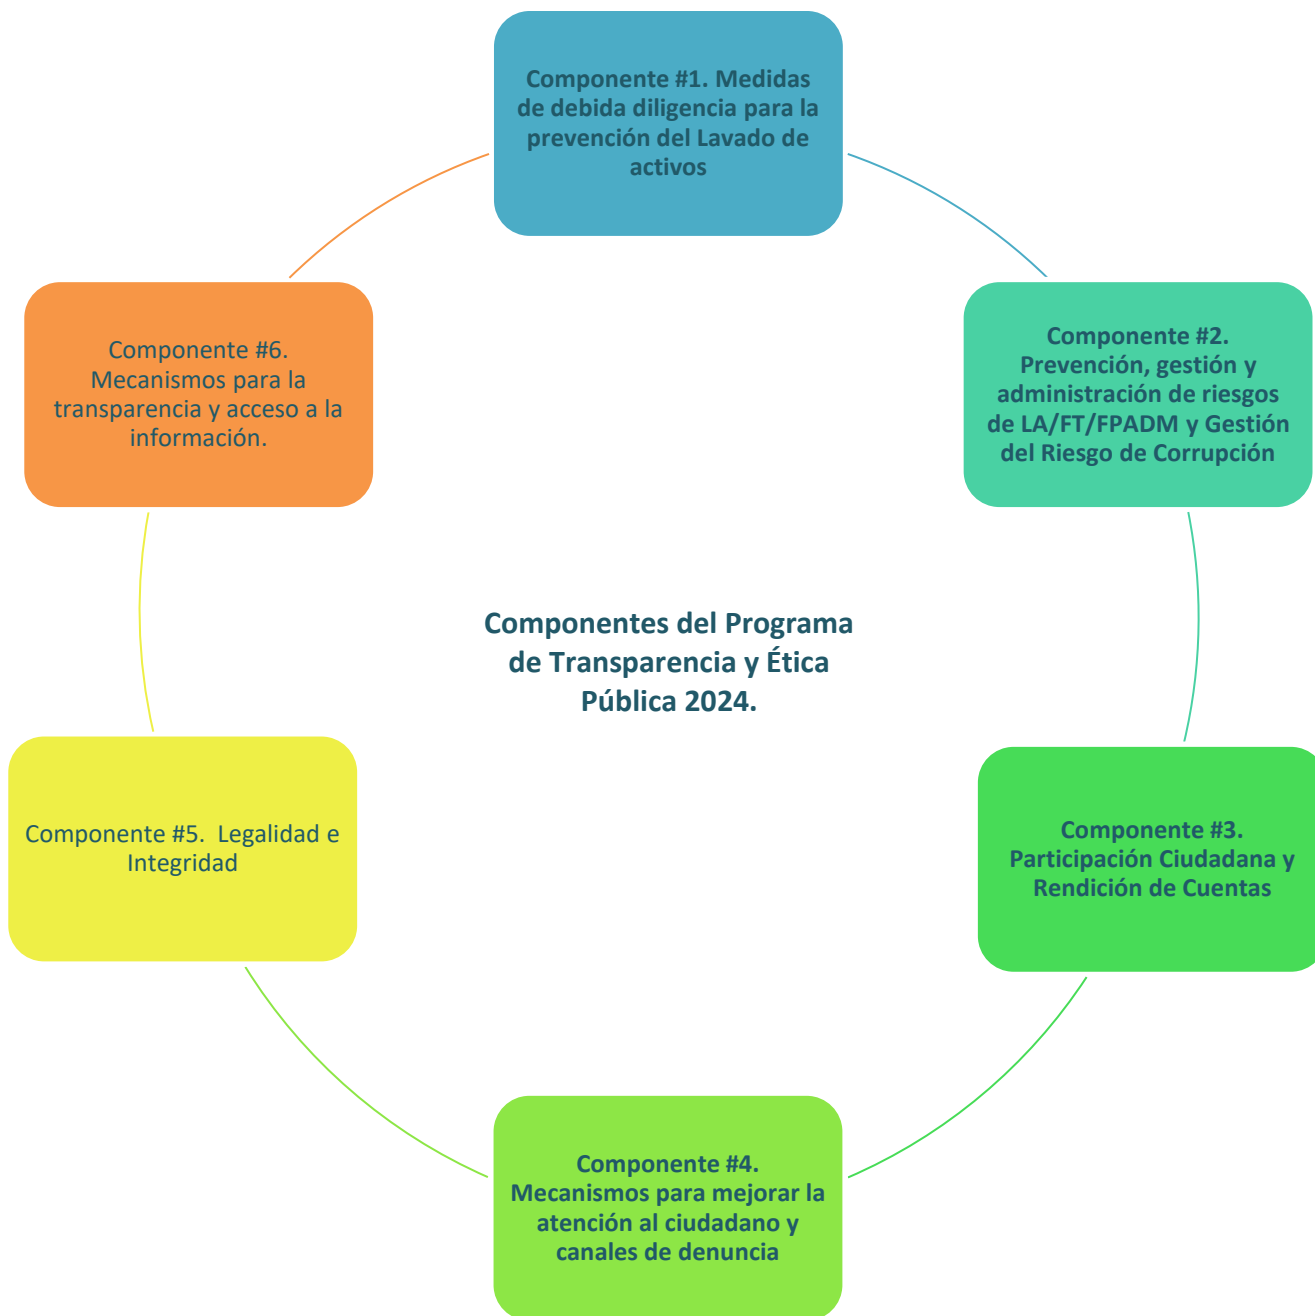 Componente #1. Medidas
de debida diligencia para la
prevención del Lavado de
activos
Componente #2.
Prevención, gestión y
administración de riesgos
de LA/FT/FPADM y Gestión
del Riesgo de Corrupción
Componente #3.
Participación Ciudadana y
Rendición de Cuentas
Componente #4.
Mecanismos para mejorar la
atención al ciudadano y
canales de denuncia
Componente #5.  Legalidad e
Integridad
Componente #6.
Mecanismos para la
transparencia y acceso a la
información.
Componentes del Programa
de Transparencia y Ética
Pública 2024.